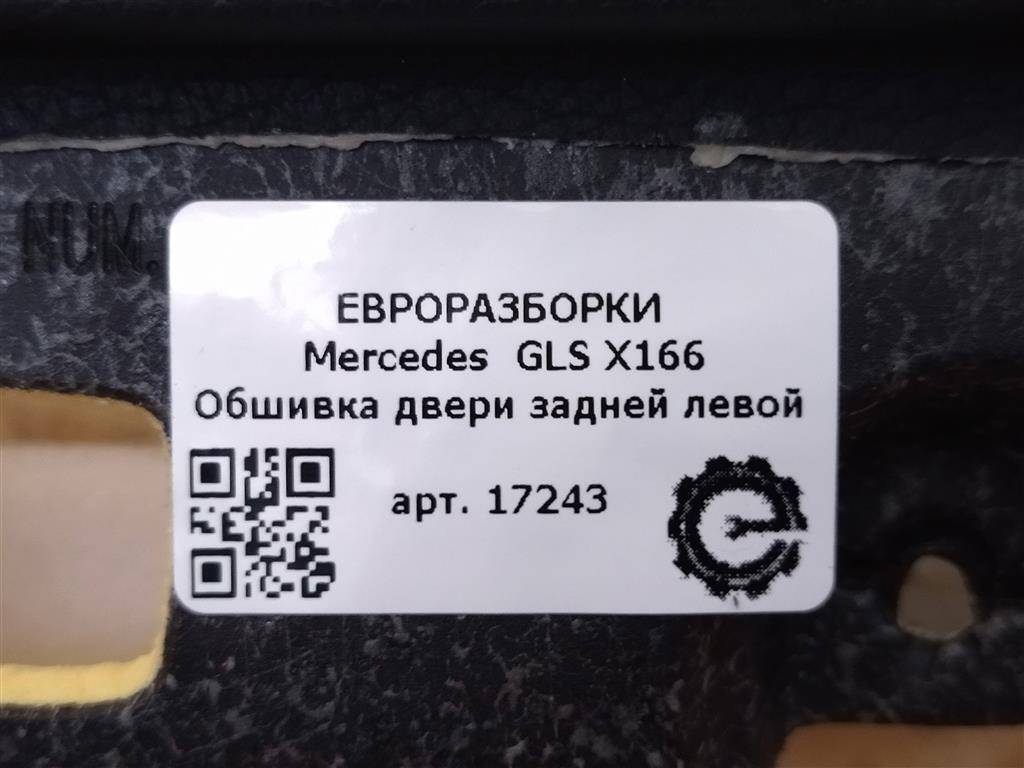 NUM.
ЕВРОРАЗБОРКИ
Mercedes GLS X166
Обшивка двери задней левой
арт. 17243